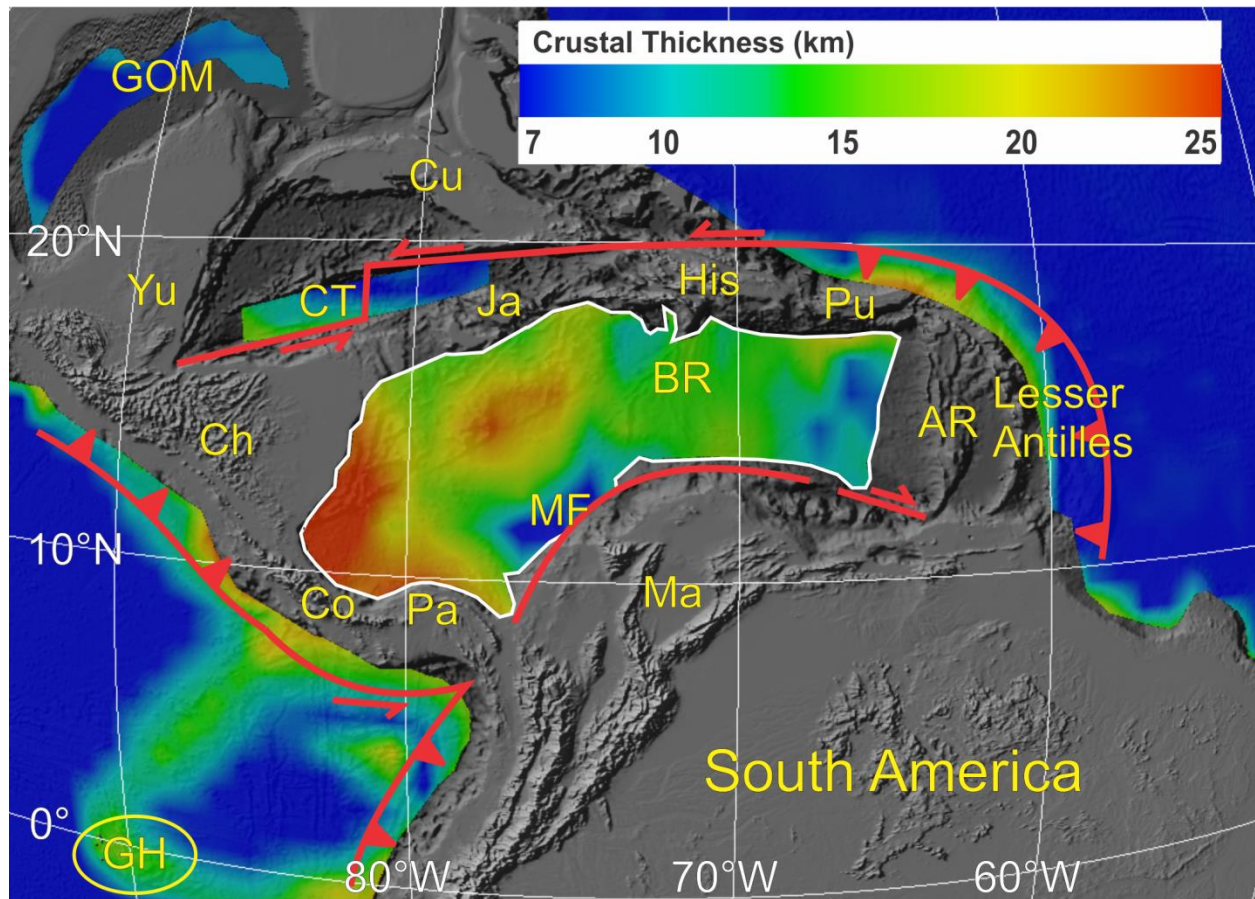 Crustal Thickness (km)
7 10 15 20 25
GOM
Cu
20°N
Yu
CT
Ja
His
Pu
BR
AR
Lesser
Antilles
Ch
MF
10°N
Co
Pa
Ma
South America
0°
GH
80°W
70°W
60°W